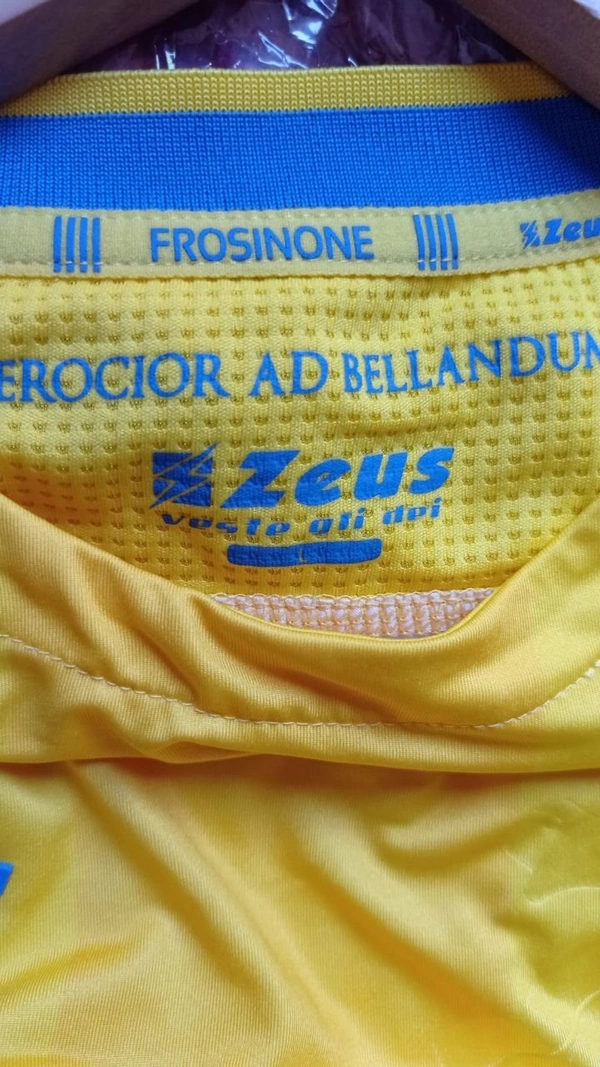 FROSINONE Zeus
EROCIOR AD BELLANDUM
Zeus
veste gli dei